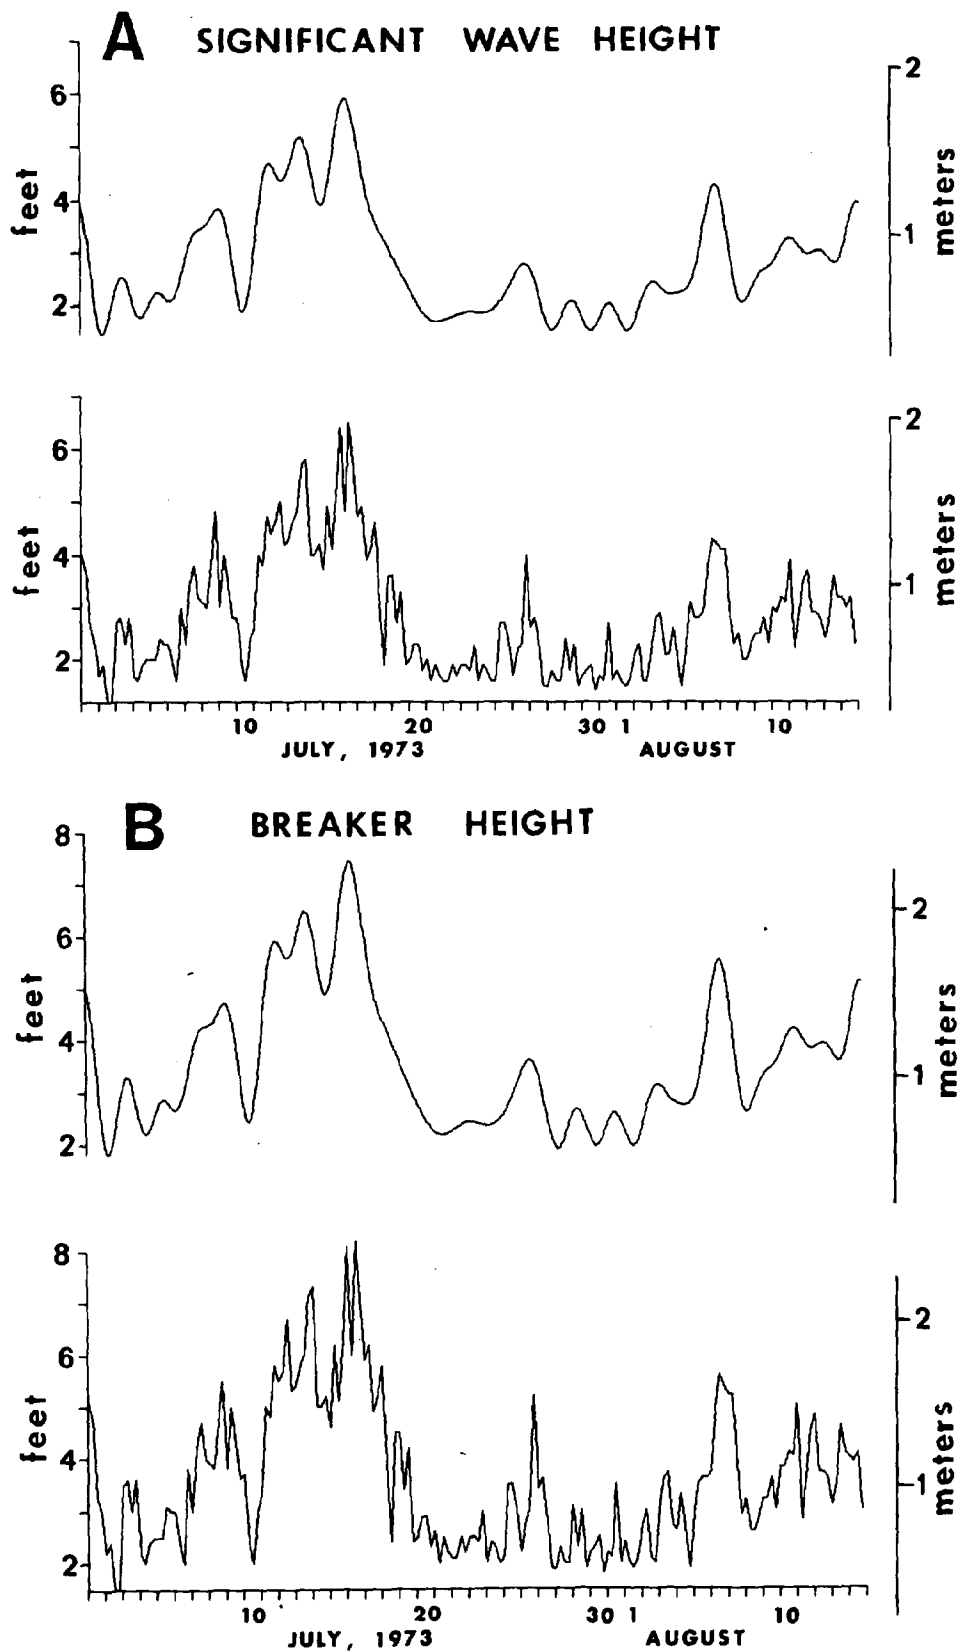 A SIGNIFICANT WAVE HEIGHT
2
6
feet
4
meters
1
2
2
6
feet
4
meters
1
2
10 20 30 1 10
JULY, 1973 AUGUST
B BREAKER HEIGHT
8
2
6
feet
meters
4
1
2
8
2
6
feet
meters
4
1
2
10 20 30 1 10
JULY, 1973 AUGUST